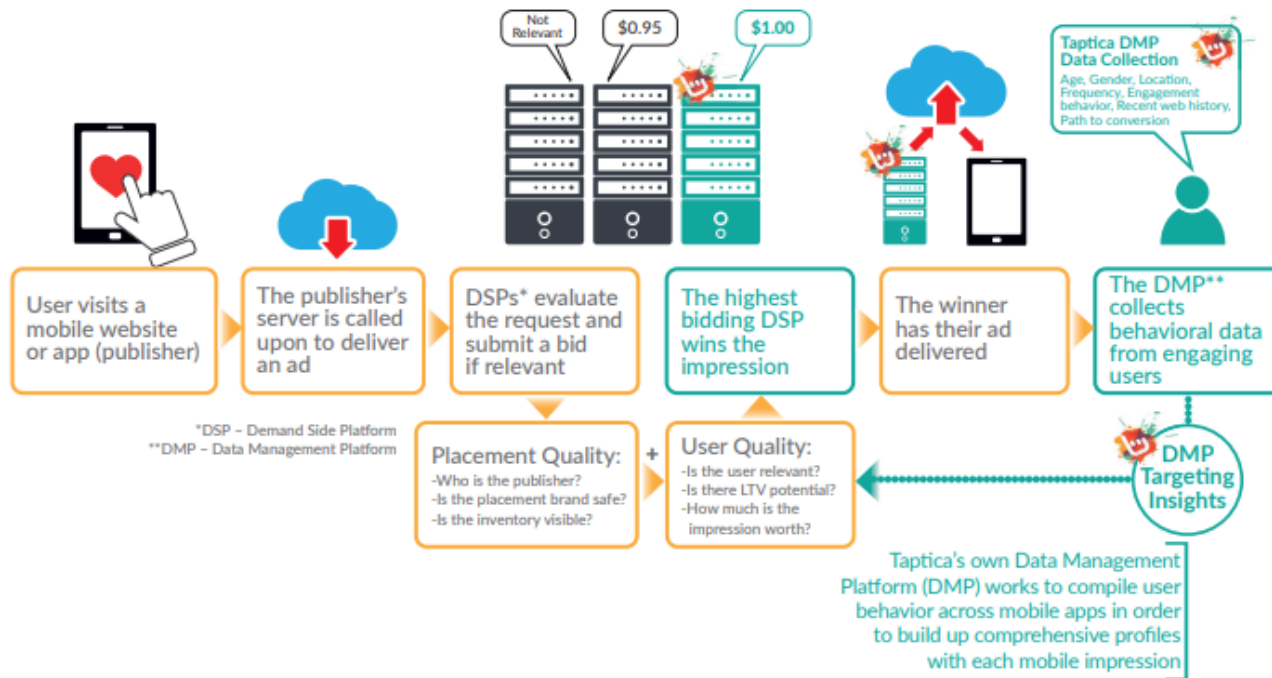 Not
Relevant
$0.95
$1.00
Taptica DMP
Data Collection
Age, Gender, Location,
Frequency, Engagement
behavior, Recent web history,
Path to conversion
User visits a
mobile website
or app (publisher)
The publisher's
server is called
upon to deliver
an ad
DSPs* evaluate
the request and
submit a bid
if relevant
The highest
bidding DSP
wins the
impression
The winner
has their ad
delivered
The DMP**
collects
behavioral data
from engaging
users
*DSP – Demand Side Platform
**DMP – Data Management Platform
Placement Quality:
-Who is the publisher?
-Is the placement brand safe?
-Is the inventory visible?
+
User Quality:
-Is the user relevant?
-Is there LTV potential?
-How much is the
impression worth?
DMP
Targeting
Insights
Taptica's own Data Management
Platform (DMP) works to compile user
behavior across mobile apps in order
to build up comprehensive profiles
with each mobile impression